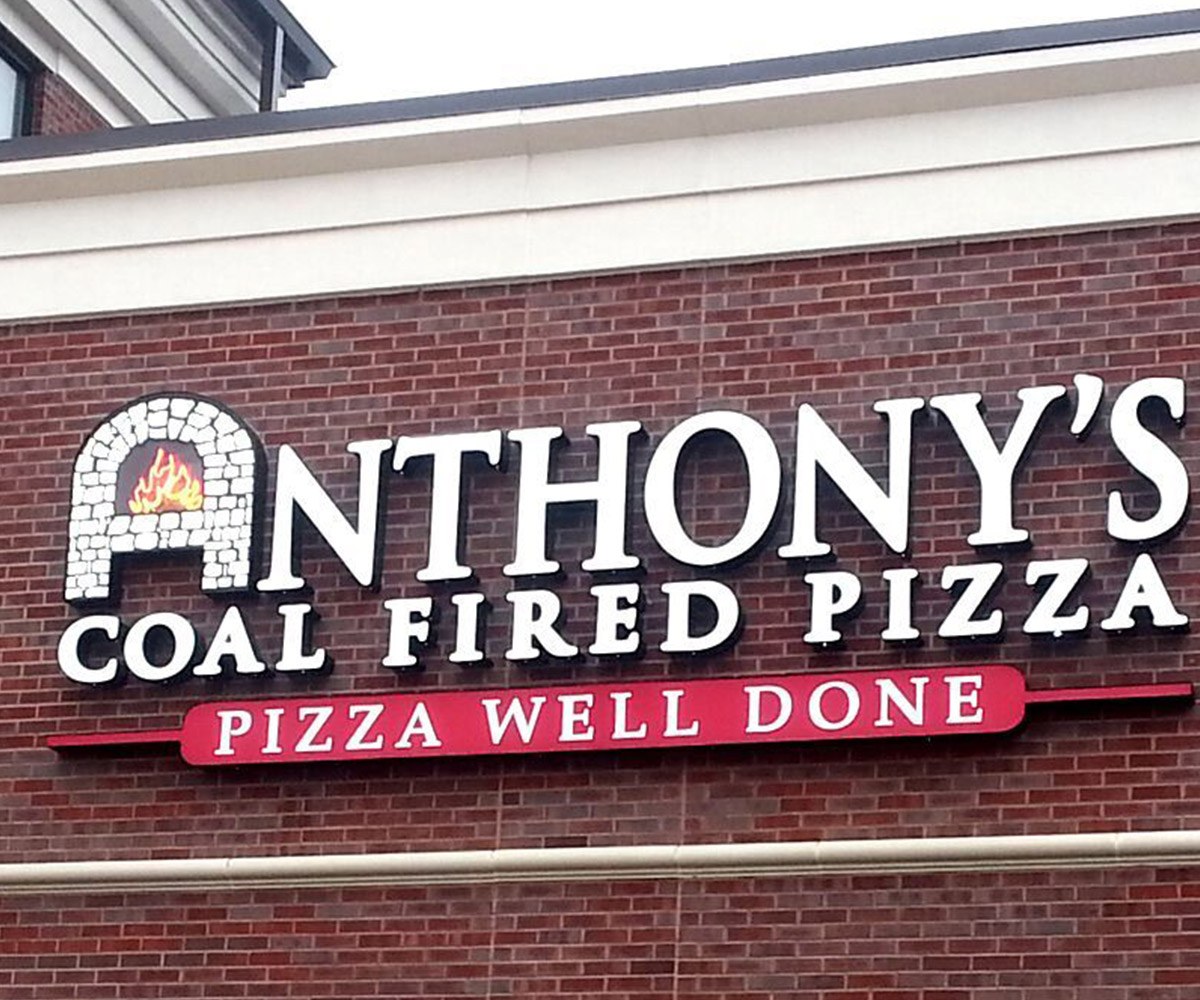 ANTHONY'S
COAL FIRED PIZZA
PIZZA WELL DONE